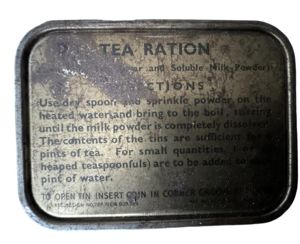 TEA RATION
and Soluble Milk Powder)
DIRECTIONS
Use dry spoon and sprinkle powder on the
heated water and bring to the boil, stirring
until the milk powder is completely dissolved.
The contents of the tins are sufficient for
pints of tea. For small quantities,
heaped teaspoonfuls) are to be added to
pint of water.
TO OPEN TIN INSERT COIN IN CORNER GROOVE